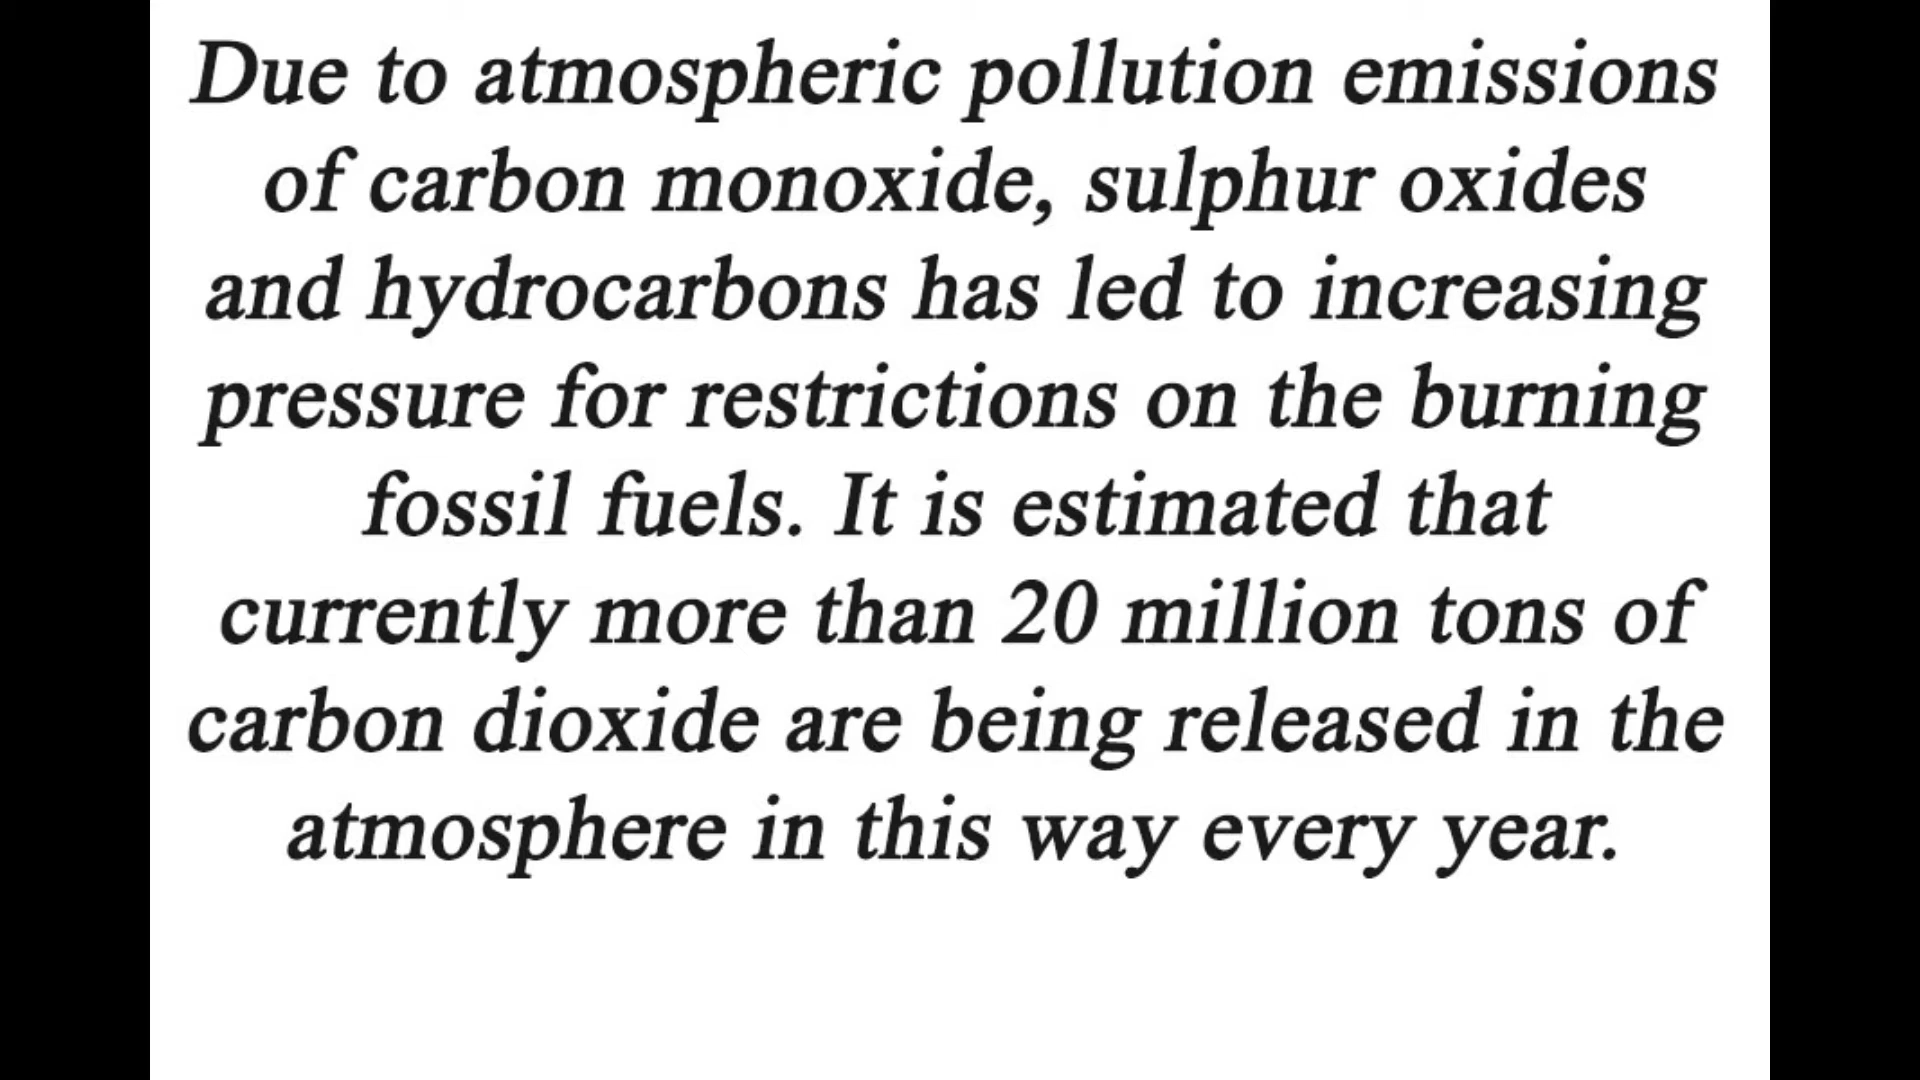 Due to atmospheric pollution emissions
of carbon monoxide, sulphur oxides
and hydrocarbons has led to increasing
pressure for restrictions on the burning
fossil fuels. It is estimated that
currently more than 20 million tons of
carbon dioxide are being released in the
atmosphere in this way every year.